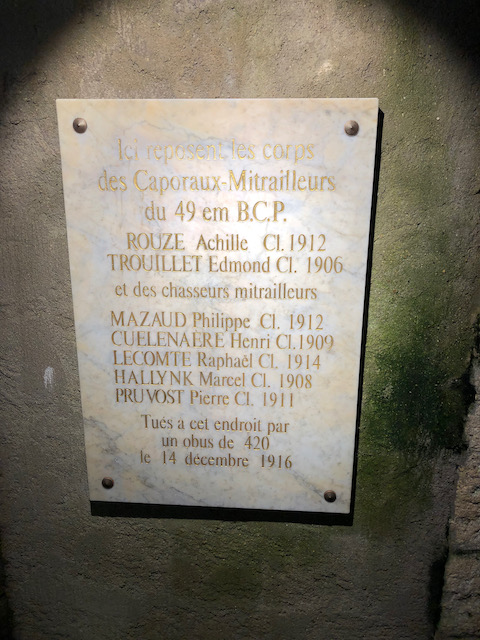 Ici reposent les corps
des Caporaux-Mitrailleurs
du 49 em B.C.P.
ROUZE Achille Cl. 1912
TROUILLET Edmond Cl. 1906
et des chasseurs mitrailleurs
MAZAUD Philippe Cl. 1912
CUELENAERE Henri Cl.1909
LECOMTE Raphaël Cl. 1914
HALLYNK Marcel Cl. 1908
PRUVOST Pierre Cl. 1911
Tués a cet endroit par
un obus de 420
le 14 décembre 1916